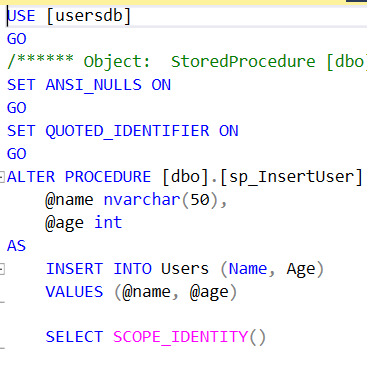 USE [usersdb]
GO
/****** Object:  StoredProcedure [dbo]
SET ANSI_NULLS ON
GO
SET QUOTED_IDENTIFIER ON
GO
ALTER PROCEDURE [dbo].[sp_InsertUser]
    @name nvarchar(50),
    @age int
AS
    INSERT INTO Users (Name, Age)
    VALUES (@name, @age)
    SELECT SCOPE_IDENTITY()